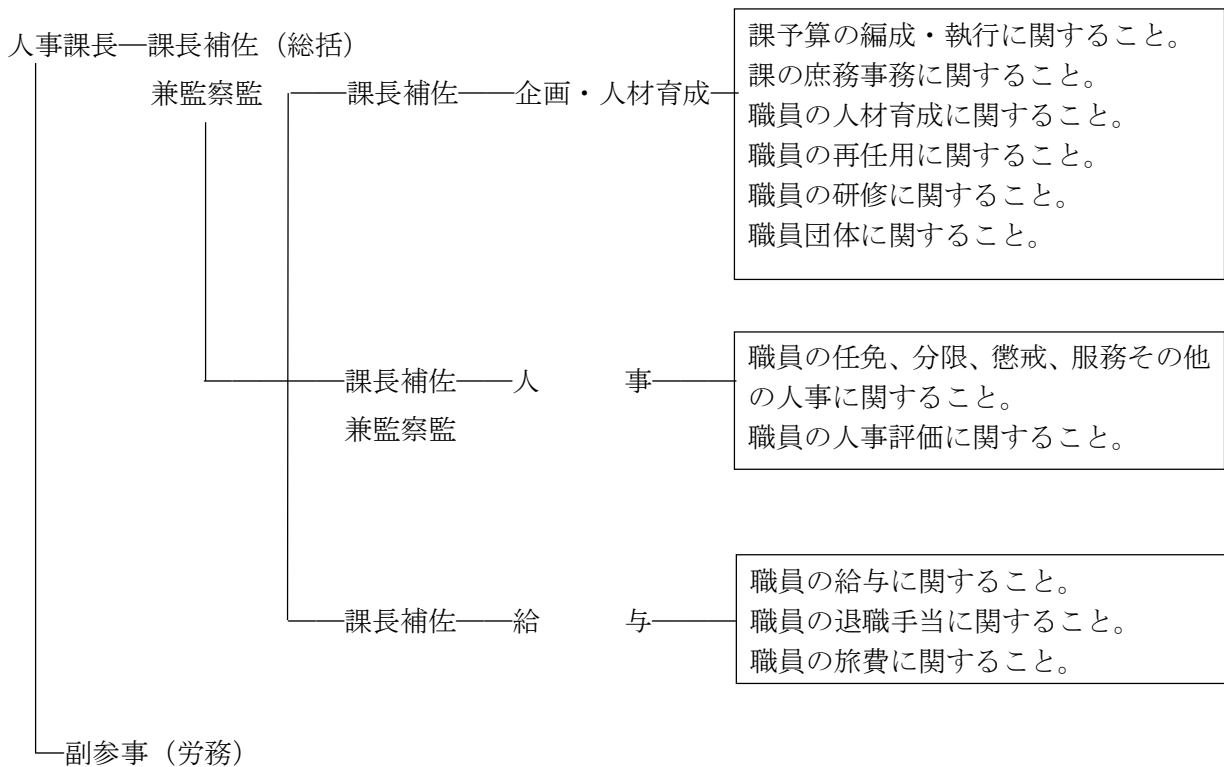 人事課長―課長補佐（総括）
兼監察監
課長補佐――企画・人材育成
課予算の編成・執行に関すること。
課の庶務事務に関すること。
職員の人材育成に関すること。
職員の再任用に関すること。
職員の研修に関すること。
職員団体に関すること。
課長補佐――人　　事
兼監察監
職員の任免、分限、懲戒、服務その他
の人事に関すること。
職員の人事評価に関すること。
課長補佐――給　　与
職員の給与に関すること。
職員の退職手当に関すること。
職員の旅費に関すること。
副参事（労務）